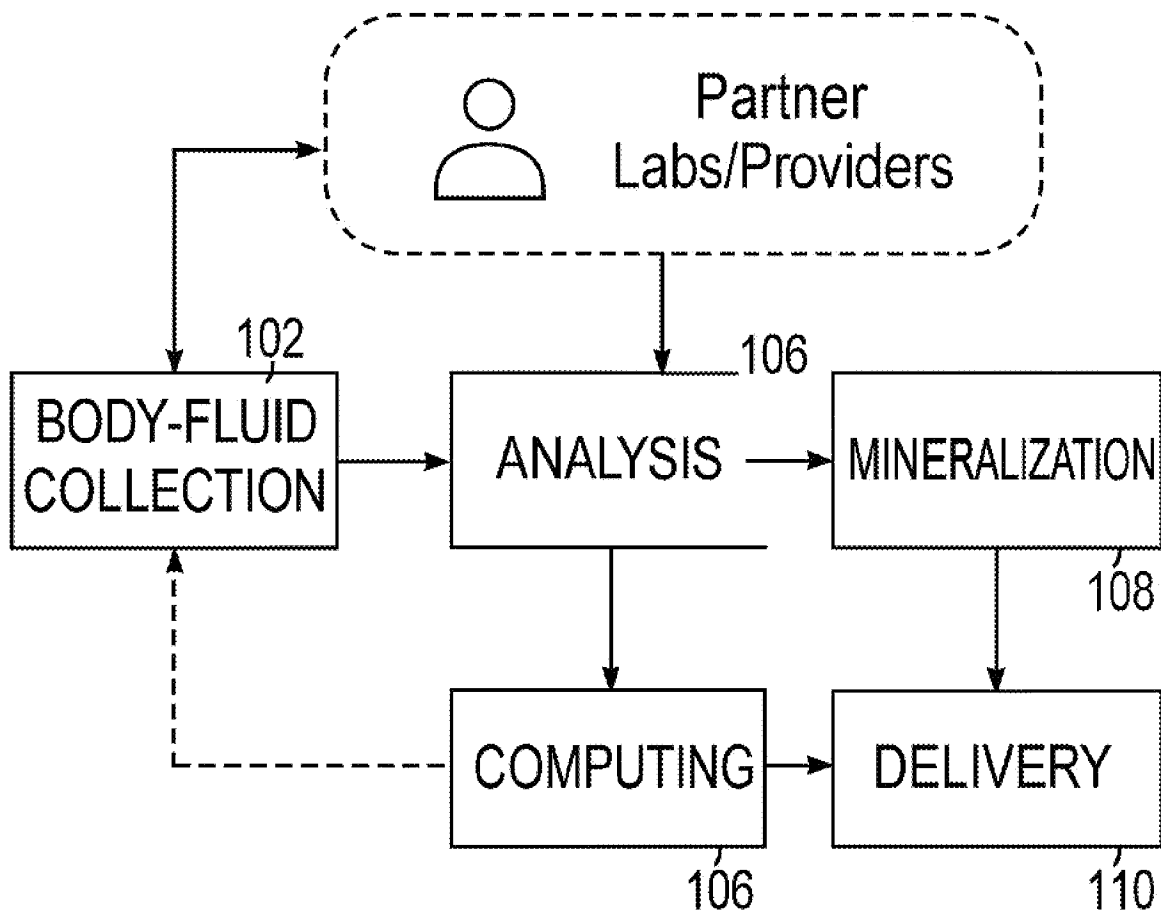 Partner
Labs/Providers
102
BODY-FLUID
COLLECTION
106
ANALYSIS
MINERALIZATION
108
COMPUTING
106
DELIVERY
110